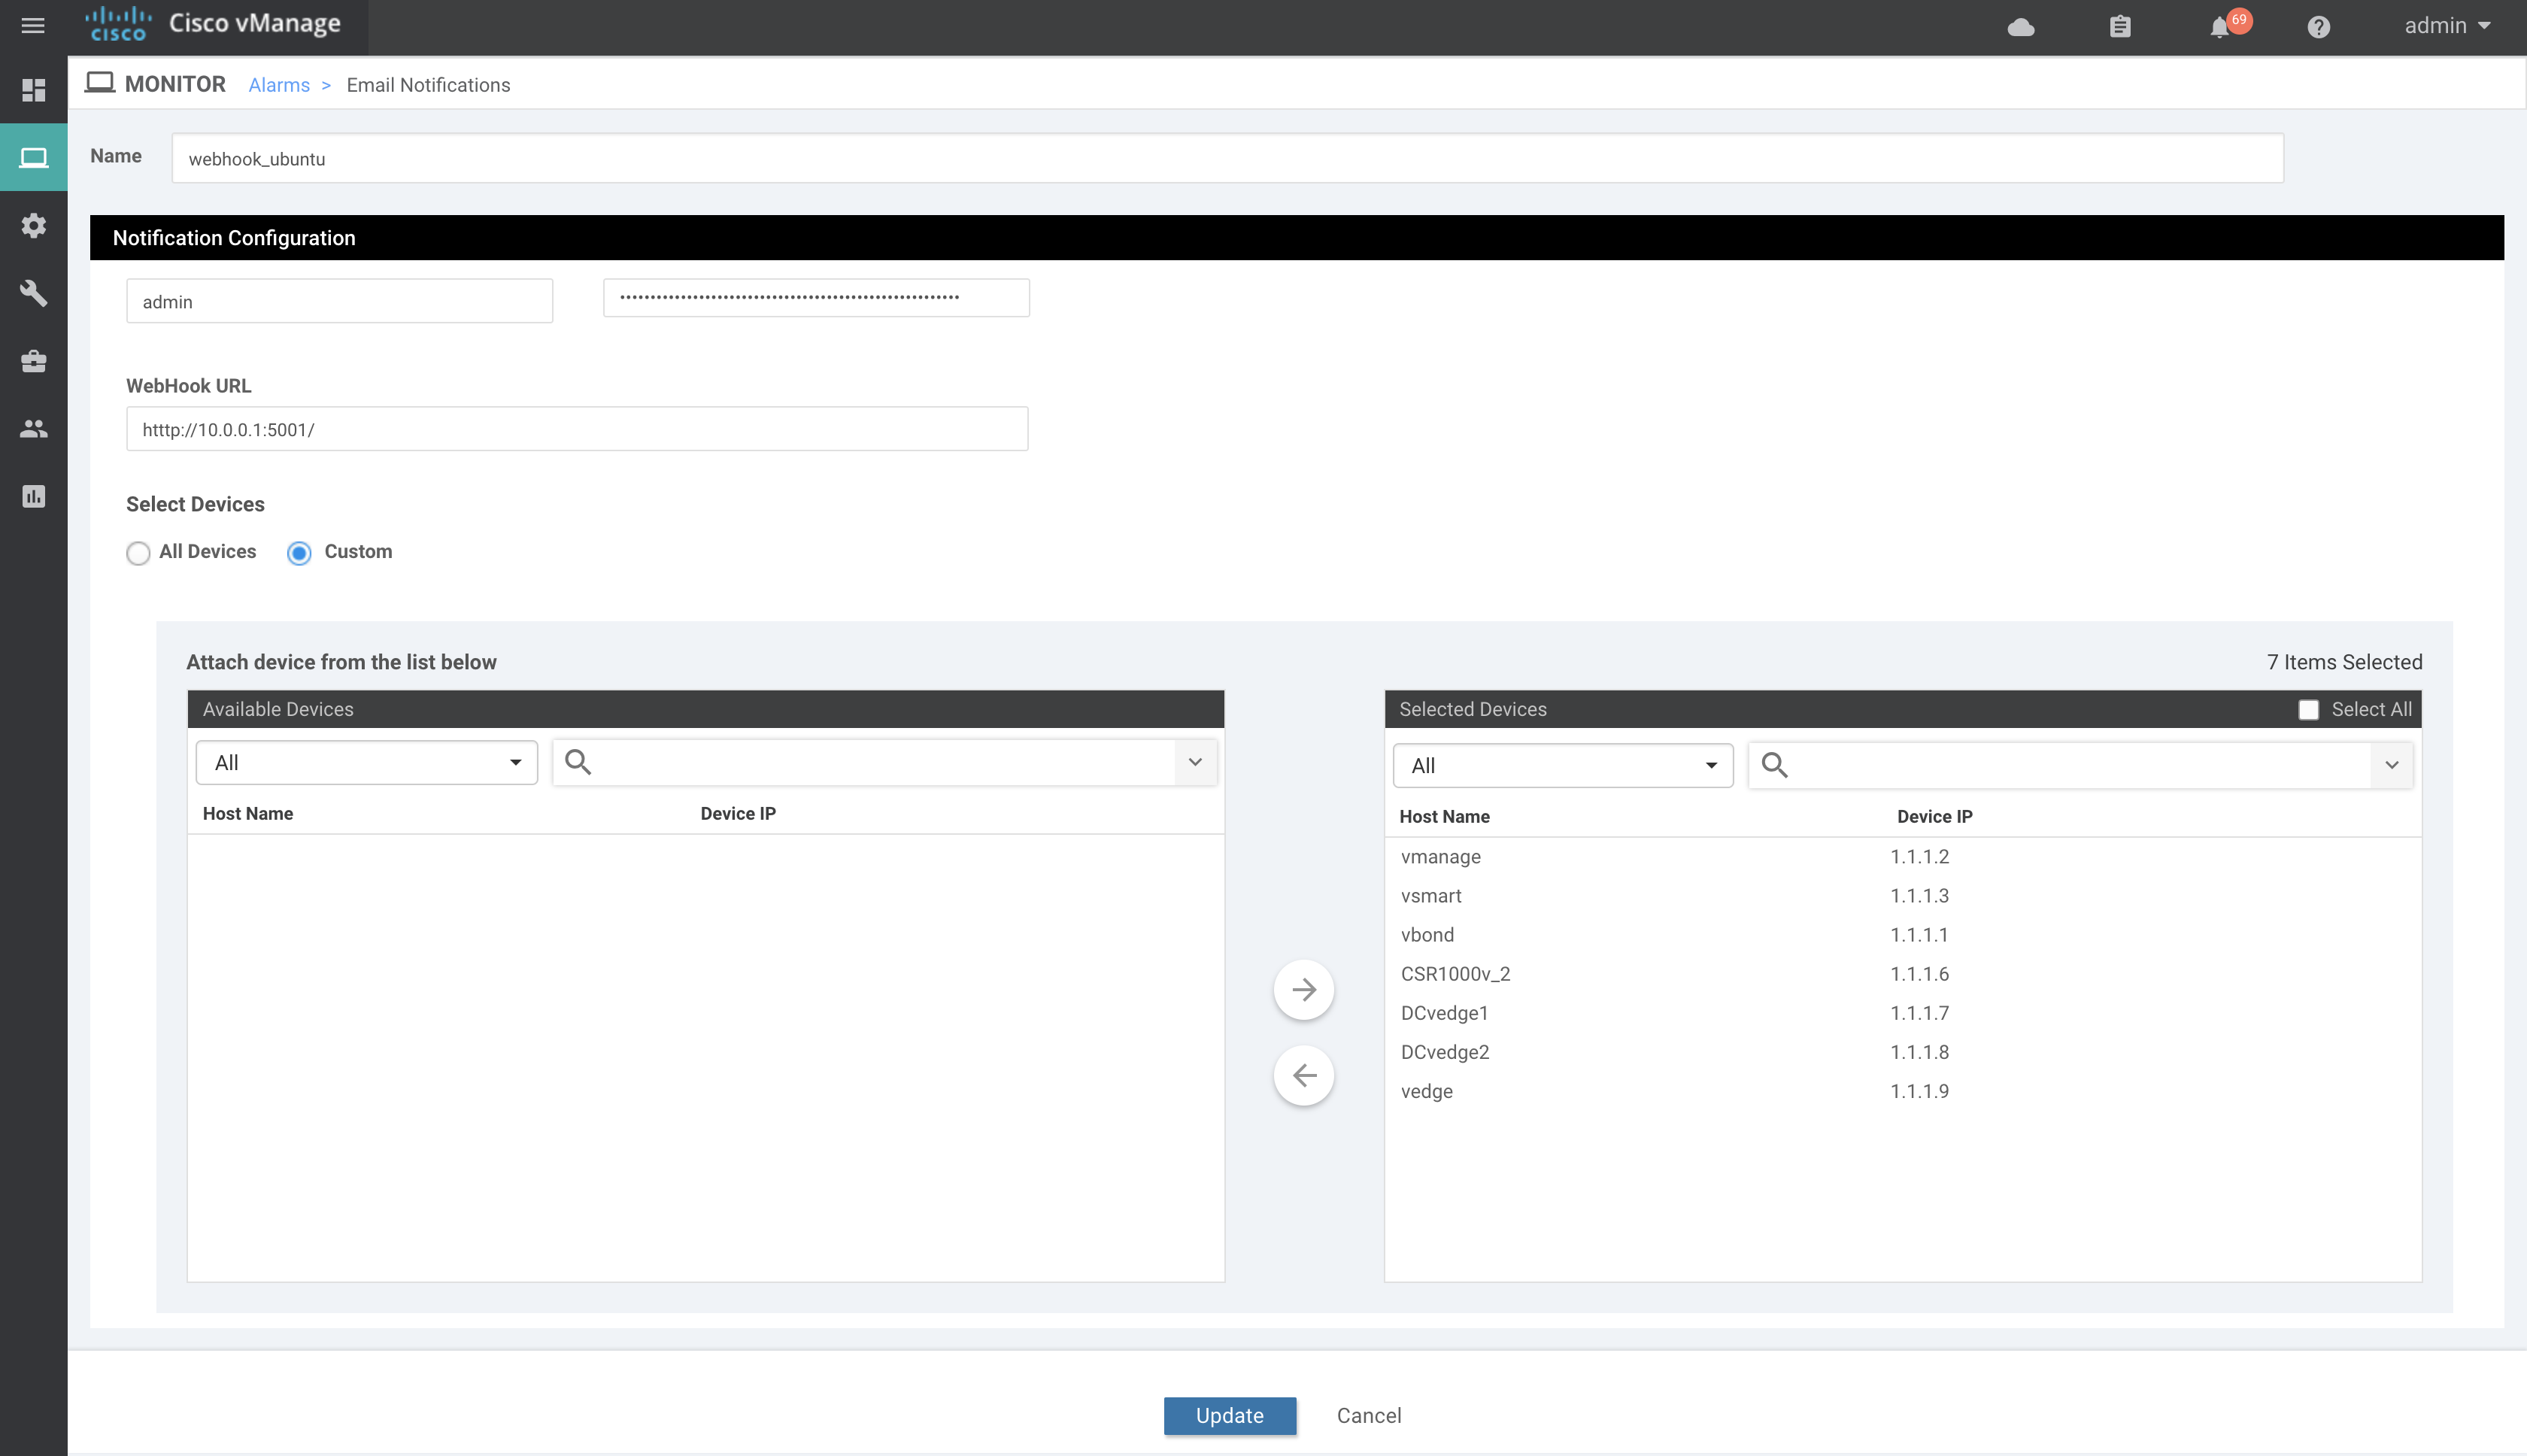 cisco Cisco vManage
69
admin
MONITOR Alarms > Email Notifications
Name webhook_ubuntu
Notification Configuration
admin
WebHook URL
htttp://10.0.0.1:5001/
Select Devices
All Devices Custom
Attach device from the list below
7 Items Selected
Available Devices
All
Host Name Device IP
Selected Devices Select All
All
Host Name Device IP
vmanage 1.1.1.2
vsmart 1.1.1.3
vbond 1.1.1.1
CSR1000v_2 1.1.1.6
DCvedge1 1.1.1.7
DCvedge2 1.1.1.8
vedge 1.1.1.9
Update Cancel